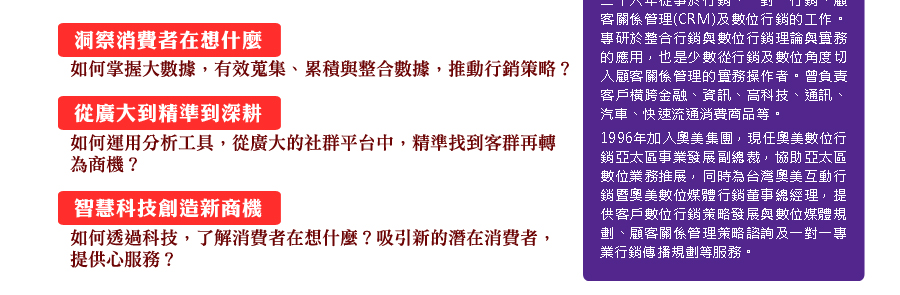 洞察消費者在想什麼
如何掌握大數據，有效蒐集、累積與整合數據，推動行銷策略？
從廣大到精準到深耕
如何運用分析工具，從廣大的社群平台中，精準找到客群再轉
為商機？
智慧科技創造新商機
如何透過科技，了解消費者在想什麼？吸引新的潛在消費者，
提供心服務？
客關係管理(CRM)及數位行銷的工作。
專研於整合行銷與數位行銷理論與實務
的應用，也是少數從行銷及數位角度切
入顧客關係管理的實務操作者。曾負責
客戶橫跨金融、資訊、高科技、通訊、
汽車、快速流通消費商品等。
1996年加入奧美集團，現任奧美數位行
銷亞太區事業發展副總裁，協助亞太區
數位業務推展，同時為台灣奧美互動行
銷暨奧美數位媒體行銷董事總經理，提
供客戶數位行銷策略發展與數位媒體規
劃、顧客關係管理策略諮詢及一對一專
業行銷傳播規劃等服務。